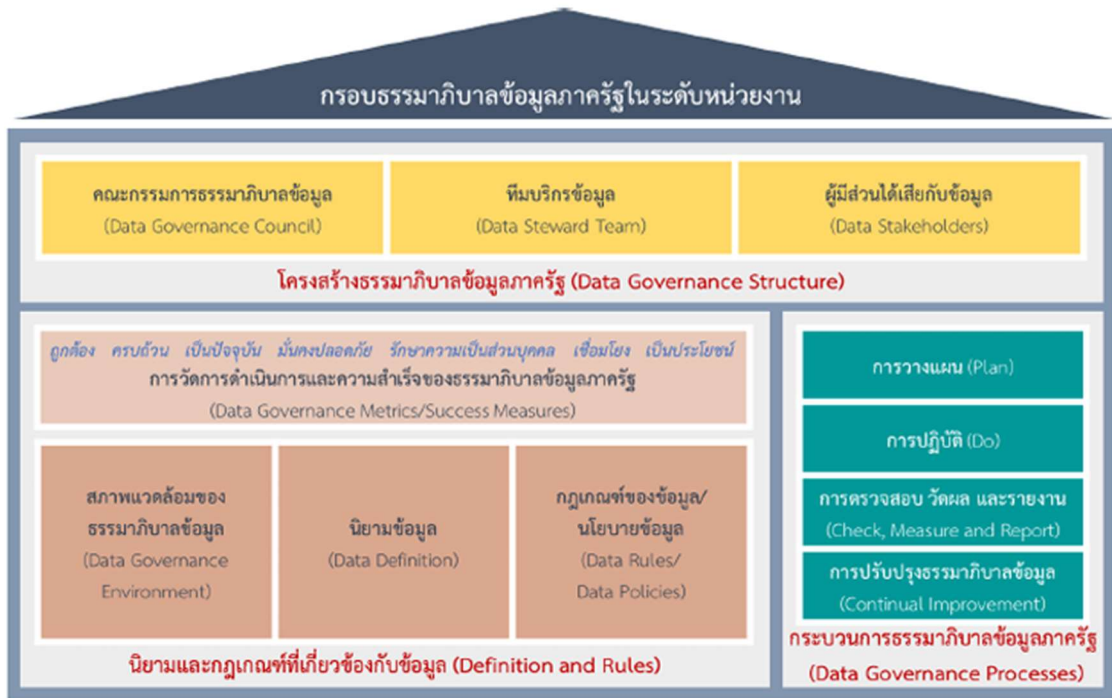 กรอบธรรมาภิบาลข้อมูลภาครัฐในระดับหน่วยงาน
คณะกรรมการธรรมาภิบาลข้อมูล
(Data Governance Council)
ทีมบริกรข้อมูล
(Data Steward Team)
ผู้มีส่วนได้เสียกับข้อมูล
(Data Stakeholders)
โครงสร้างธรรมาภิบาลข้อมูลภาครัฐ (Data Governance Structure)
ถูกต้อง ครบถ้วน เป็นปัจจุบัน มั่นคงปลอดภัย รักษาความเป็นส่วนบุคคล เชื่อมโยง เป็นประโยชน์
การวัดการดำเนินการและความสำเร็จของธรรมาภิบาลข้อมูลภาครัฐ
(Data Governance Metrics/Success Measures)
สภาพแวดล้อมของ
ธรรมาภิบาลข้อมูล
(Data Governance
Environment)
นิยามข้อมูล
(Data Definition)
กฎเกณฑ์ของข้อมูล/
นโยบายข้อมูล
(Data Rules/
Data Policies)
นิยามและกฎเกณฑ์ที่เกี่ยวข้องกับข้อมูล (Definition and Rules)
การวางแผน (Plan)
การปฏิบัติ (Do)
การตรวจสอบ วัดผล และรายงาน
(Check, Measure and Report)
การปรับปรุงธรรมาภิบาลข้อมูล
(Continual Improvement)
กระบวนการธรรมาภิบาลข้อมูลภาครัฐ
(Data Governance Processes)